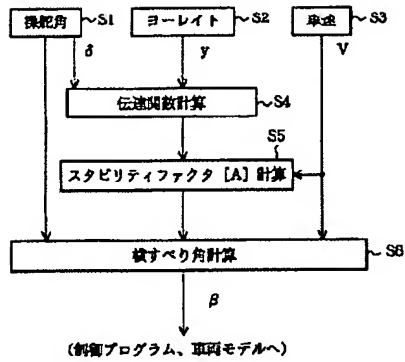 操舵角 S1
ヨーレイト S2
車速 S3
δ
γ
V
伝達関数計算 S4
S5
スタビリティファクタ [A] 計算
横すべり角計算 S6
β
(制御プログラム、車両モデルへ)